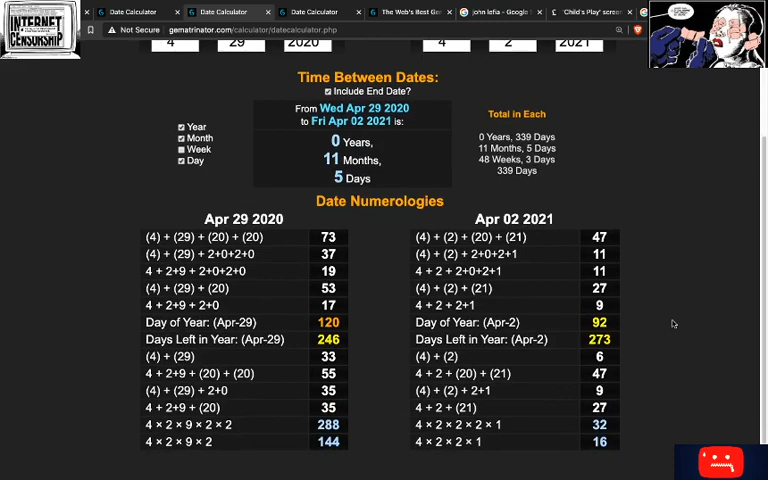 INTERNET
CENSURSHIP
Date Calculator
Date Calculator
Date Calculator
The Web's Best Ge
john lefia - Google
'Child's Play' scree
Not Secure gematrinator.com/calculator/datecalculator.php
4 29 2020 4 2 2021
Time Between Dates:
Include End Date?
From Wed Apr 29 2020
to Fri Apr 02 2021 is:
0 Years,
11 Months,
5 Days
Year
Month
Week
Day
Total in Each
0 Years, 339 Days
11 Months, 5 Days
48 Weeks, 3 Days
339 Days
Date Numerologies
Apr 29 2020
(4) + (29) + (20) + (20) 73
(4) + (29) + 2+0+2+0 37
4 + 2+9 + 2+0+2+0 19
(4) + (29) + (20) 53
4 + 2+9 + 2+0 17
Day of Year: (Apr-29) 120
Days Left in Year: (Apr-29) 246
(4) + (29) 33
4 + 2+9 + (20) + (20) 55
(4) + (29) + 2+0 35
4 + 2+9 + (20) 35
4 × 2 × 9 × 2 × 2 288
4 × 2 × 9 × 2 144
Apr 02 2021
(4) + (2) + (20) + (21) 47
(4) + (2) + 2+0+2+1 11
4 + 2 + 2+0+2+1 11
(4) + (2) + (21) 27
4 + 2 + 2+1 9
Day of Year: (Apr-2) 92
Days Left in Year: (Apr-2) 273
(4) + (2) 6
4 + 2 + (20) + (21) 47
(4) + (2) + 2+1 9
4 + 2 + (21) 27
4 × 2 × 2 × 2 × 1 32
4 × 2 × 2 × 1 16